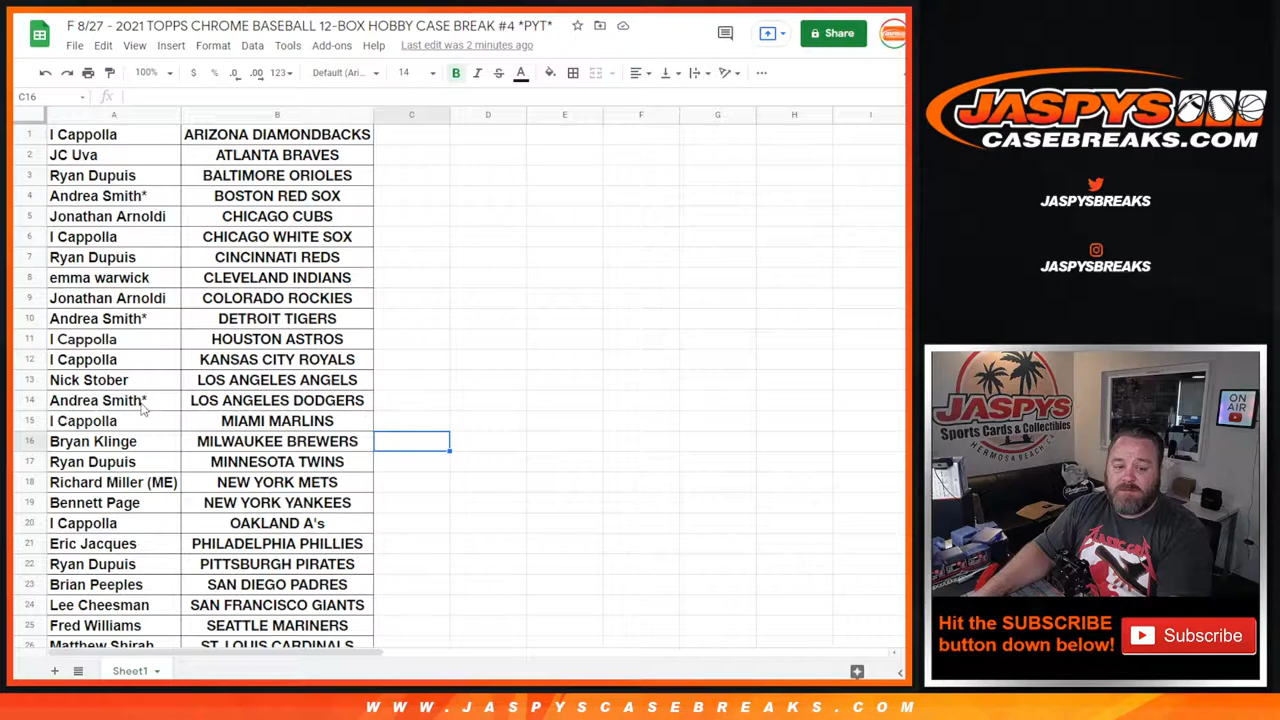 F 8/27 - 2021 TOPPS CHROME BASEBALL 12-BOX HOBBY CASE BREAK #4 *PYT*
File Edit View Insert Format Data Tools Add-ons Help Last edit was 2 minutes ago
Share
100% $ % .0 .00 123 Default (Ari... 14 B I S A
C16 fx
A B C D E F G H I
1 I Cappolla ARIZONA DIAMONDBACKS
2 JC Uva ATLANTA BRAVES
3 Ryan Dupuis BALTIMORE ORIOLES
4 Andrea Smith* BOSTON RED SOX
5 Jonathan Arnoldi CHICAGO CUBS
6 I Cappolla CHICAGO WHITE SOX
7 Ryan Dupuis CINCINNATI REDS
8 emma warwick CLEVELAND INDIANS
9 Jonathan Arnoldi COLORADO ROCKIES
10 Andrea Smith* DETROIT TIGERS
11 I Cappolla HOUSTON ASTROS
12 I Cappolla KANSAS CITY ROYALS
13 Nick Stober LOS ANGELES ANGELS
14 Andrea Smith* LOS ANGELES DODGERS
15 I Cappolla MIAMI MARLINS
16 Bryan Klinge MILWAUKEE BREWERS
17 Ryan Dupuis MINNESOTA TWINS
18 Richard Miller (ME) NEW YORK METS
19 Bennett Page NEW YORK YANKEES
20 I Cappolla OAKLAND A's
21 Eric Jacques PHILADELPHIA PHILLIES
22 Ryan Dupuis PITTSBURGH PIRATES
23 Brian Peeples SAN DIEGO PADRES
24 Lee Cheesman SAN FRANCISCO GIANTS
25 Fred Williams SEATTLE MARINERS
26 Matthew Shirah ST. LOUIS CARDINALS
Sheet1
JASPYS
CASEBREAKS.COM
JASPYSBREAKS
JASPYSBREAKS
JASPYS
Sports Cards & Collectibles
HERMOSA BEACH
ON
AIR
Hit the SUBSCRIBE
button down below!
Subscribe
WWW.JASPYSCASEBREAKS.COM